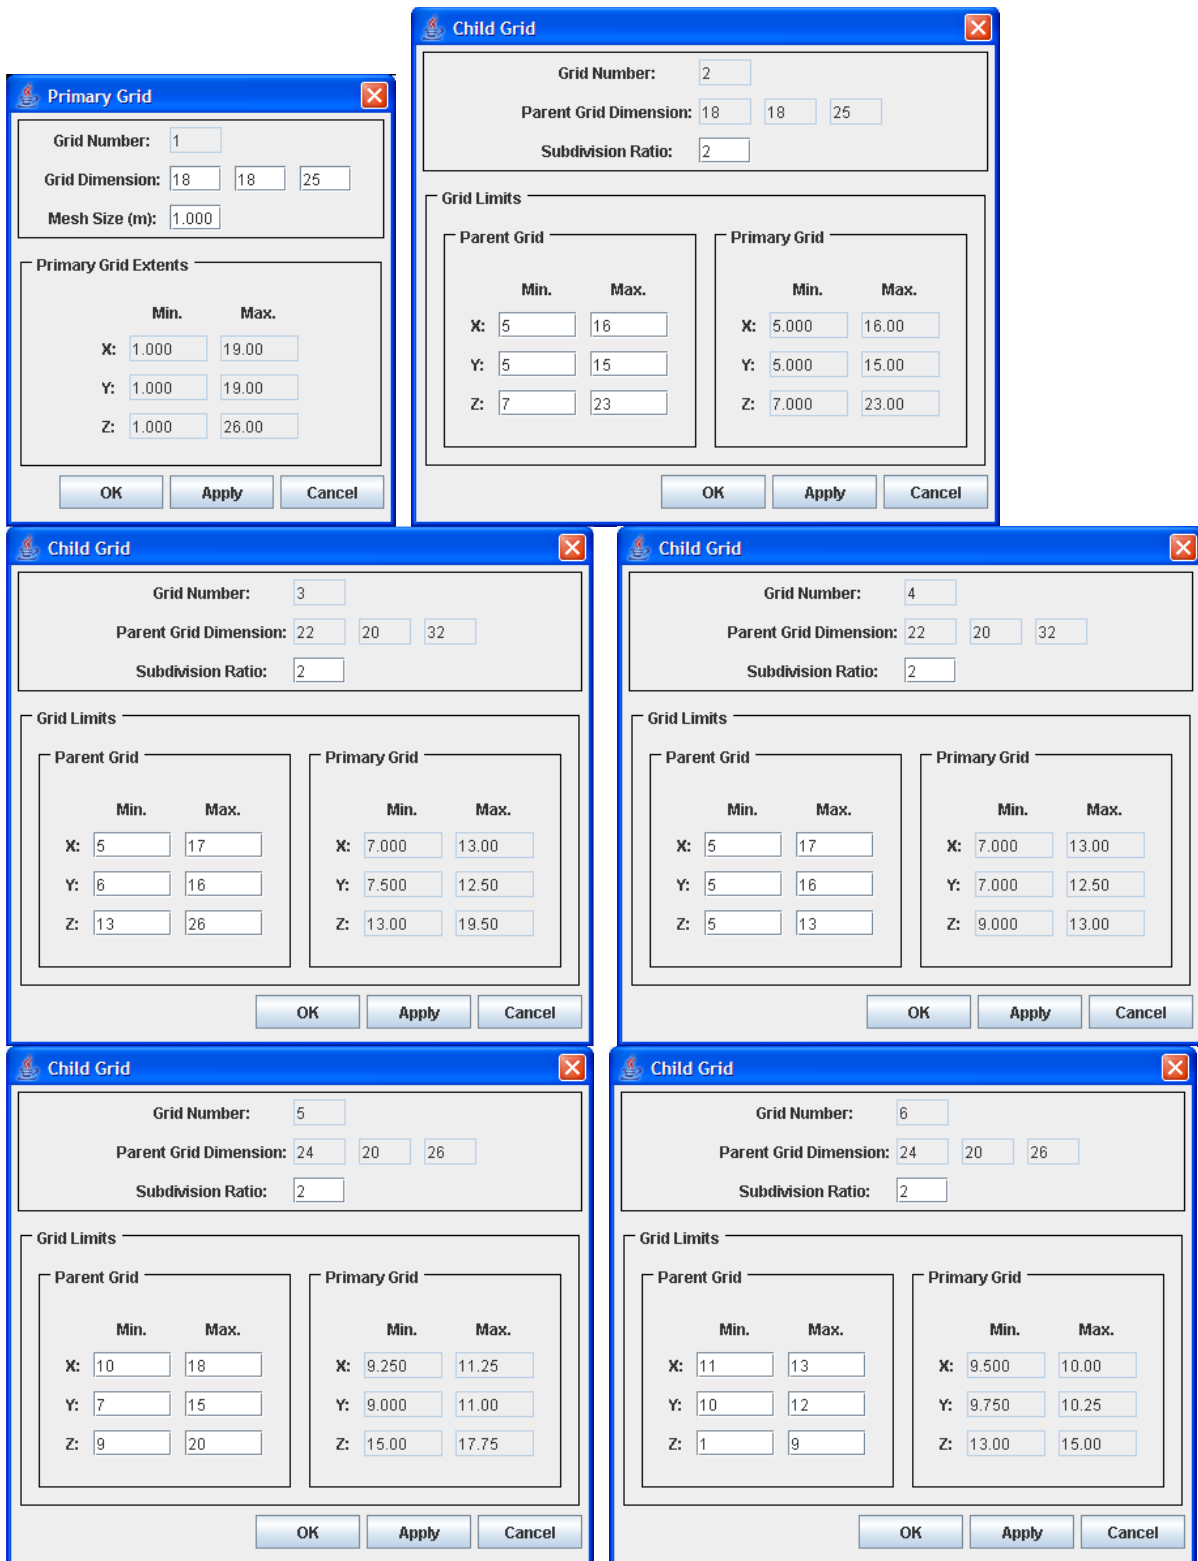 Primary Grid
Grid Number: 1
Grid Dimension: 18 18 25
Mesh Size (m): 1.000
Primary Grid Extents
Min. Max.
X: 1.000 19.00
Y: 1.000 19.00
Z: 1.000 26.00
OK Apply Cancel
Child Grid
Grid Number: 2
Parent Grid Dimension: 18 18 25
Subdivision Ratio: 2
Grid Limits
Parent Grid Primary Grid
Min. Max. Min. Max.
X: 5 16 X: 5.000 16.00
Y: 5 15 Y: 5.000 15.00
Z: 7 23 Z: 7.000 23.00
OK Apply Cancel
Child Grid
Grid Number: 3
Parent Grid Dimension: 22 20 32
Subdivision Ratio: 2
Grid Limits
Parent Grid Primary Grid
Min. Max. Min. Max.
X: 5 17 X: 7.000 13.00
Y: 6 16 Y: 7.500 12.50
Z: 13 26 Z: 13.00 19.50
OK Apply Cancel
Child Grid
Grid Number: 4
Parent Grid Dimension: 22 20 32
Subdivision Ratio: 2
Grid Limits
Parent Grid Primary Grid
Min. Max. Min. Max.
X: 5 17 X: 7.000 13.00
Y: 5 16 Y: 7.000 12.50
Z: 5 13 Z: 9.000 13.00
OK Apply Cancel
Child Grid
Grid Number: 5
Parent Grid Dimension: 24 20 26
Subdivision Ratio: 2
Grid Limits
Parent Grid Primary Grid
Min. Max. Min. Max.
X: 10 18 X: 9.250 11.25
Y: 7 15 Y: 9.000 11.00
Z: 9 20 Z: 15.00 17.75
OK Apply Cancel
Child Grid
Grid Number: 6
Parent Grid Dimension: 24 20 26
Subdivision Ratio: 2
Grid Limits
Parent Grid Primary Grid
Min. Max. Min. Max.
X: 11 13 X: 9.500 10.00
Y: 10 12 Y: 9.750 10.25
Z: 1 9 Z: 13.00 15.00
OK Apply Cancel